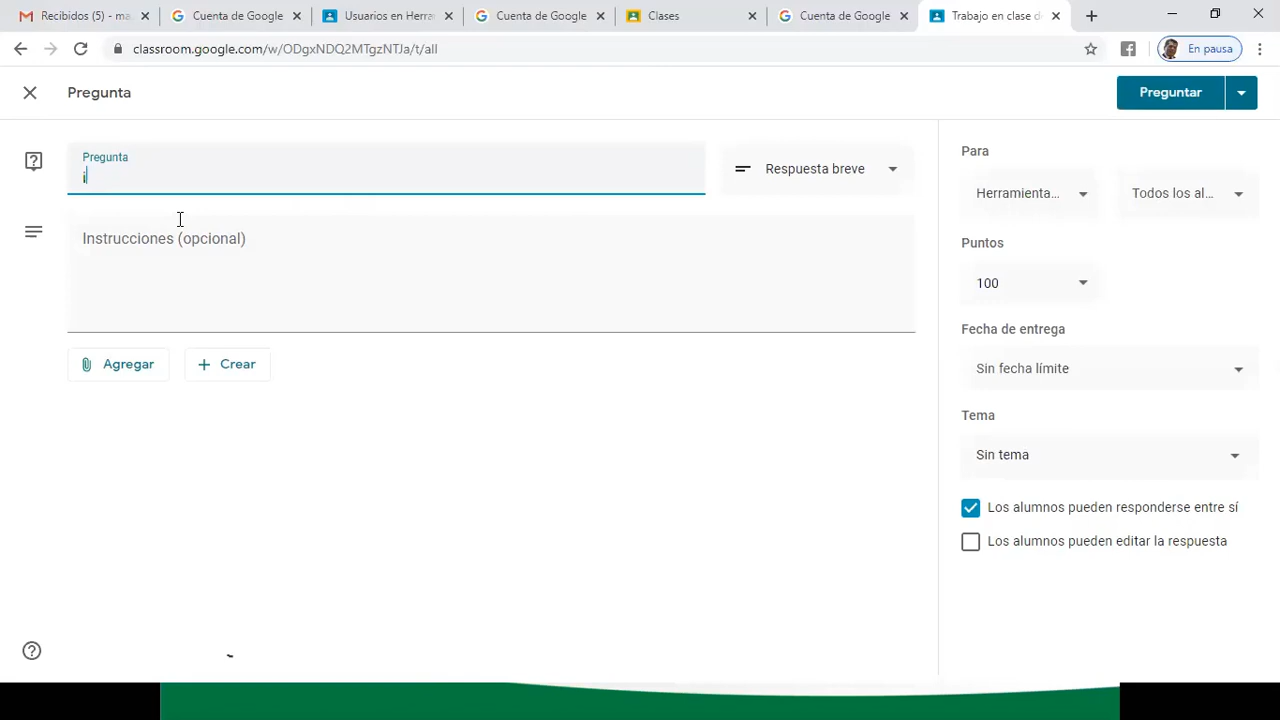 Recibidos (5) - ma
Cuenta de Google
Usuarios en Herra
Cuenta de Google
Clases
Cuenta de Google
Trabajo en clase de
classroom.google.com/w/ODgxNDQ2MTgzNTJa/t/all
En pausa
Pregunta
Preguntar
Pregunta
i
Respuesta breve
Instrucciones (opcional)
Agregar
Crear
Para
Herramienta...
Todos los al...
Puntos
100
Fecha de entrega
Sin fecha límite
Tema
Sin tema
Los alumnos pueden responderse entre sí
Los alumnos pueden editar la respuesta